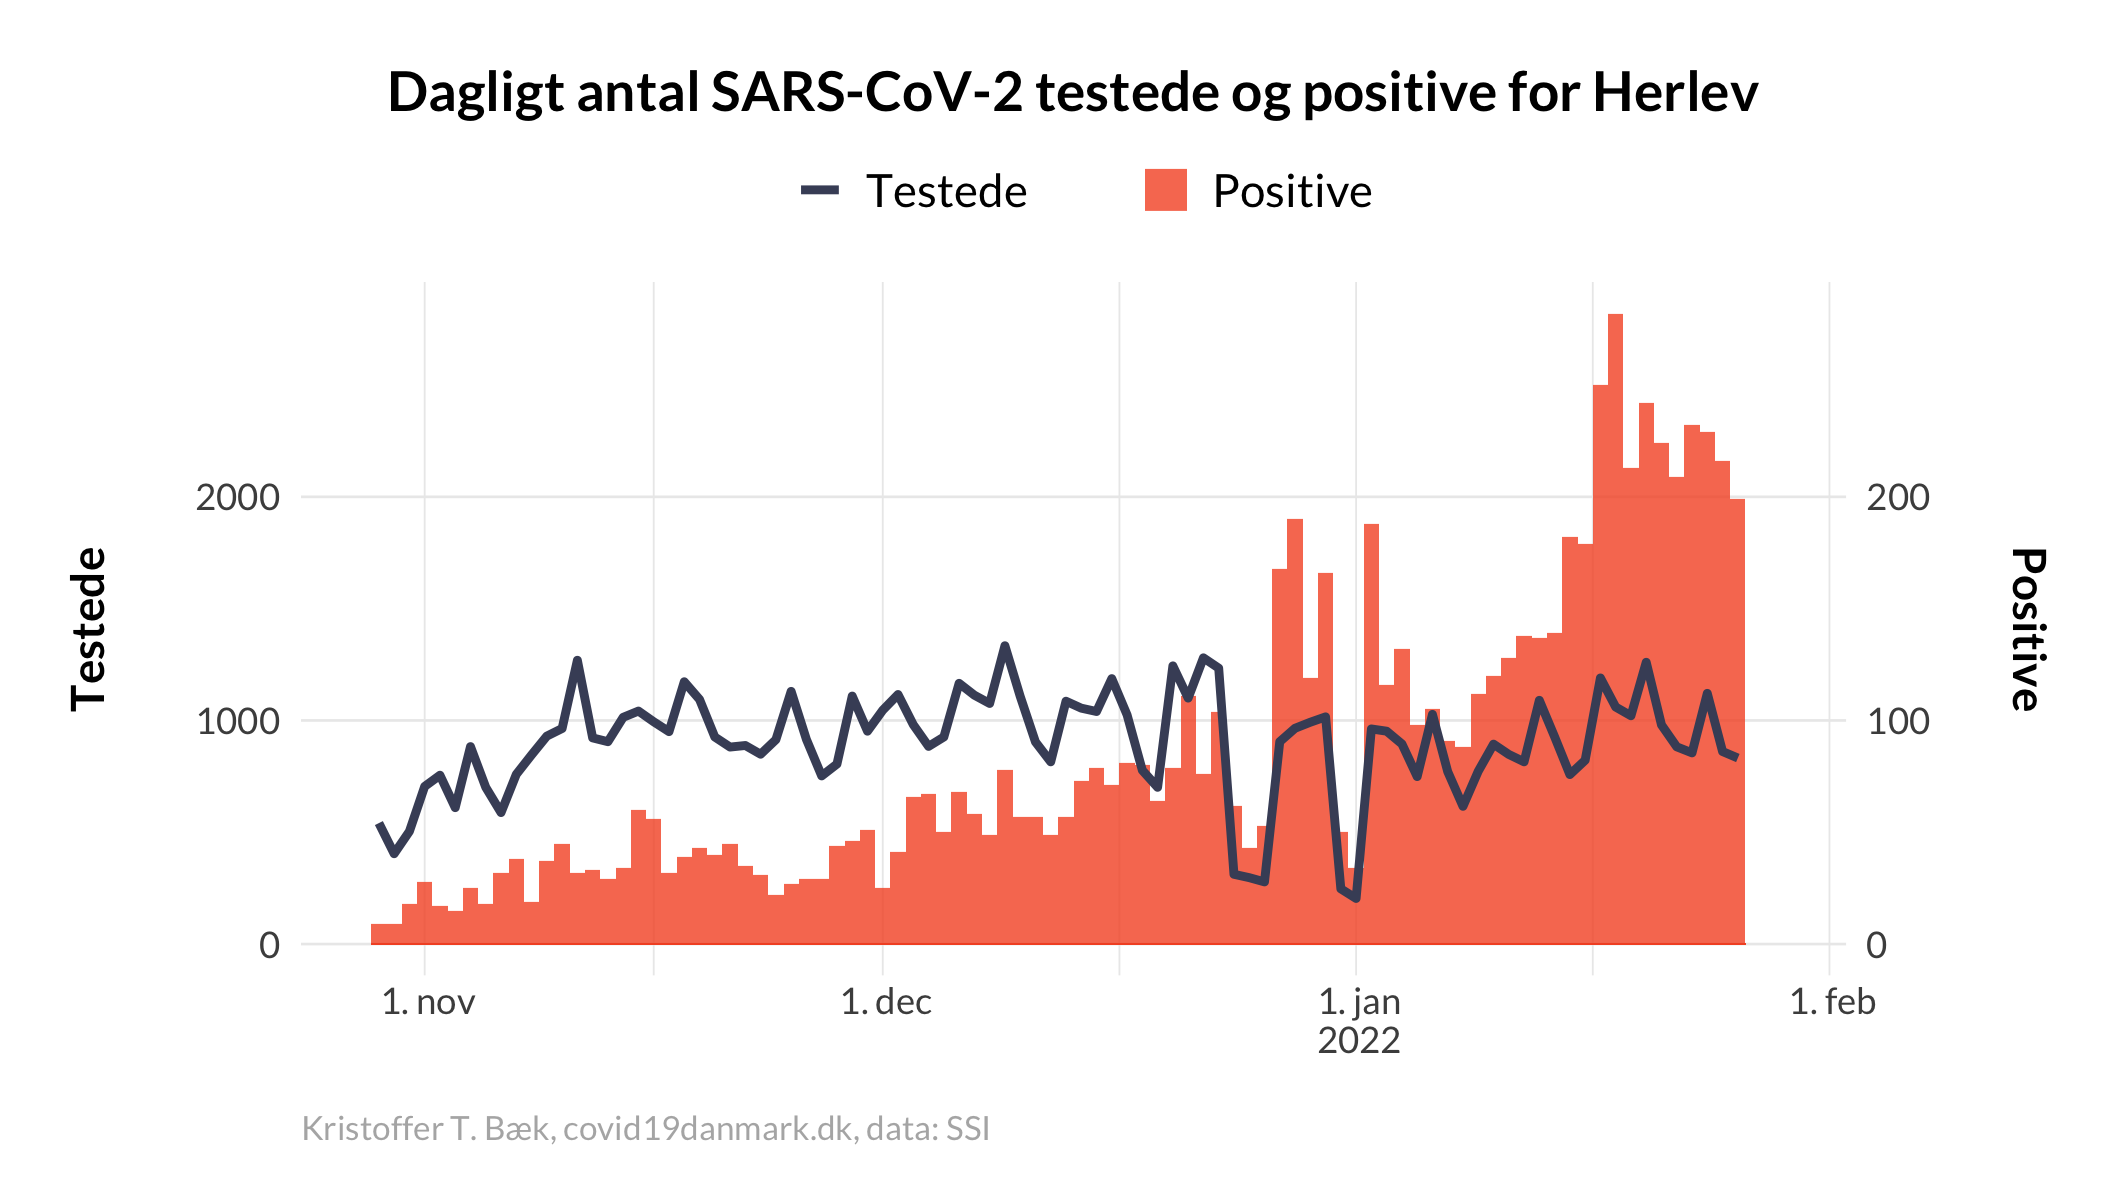 Dagligt antal SARS-CoV-2 testede og positive for Herlev
Testede
Positive
Testede
2000
1000
0
200
100
0
Positive
1. nov
1. dec
1. jan
2022
1. feb
Kristoffer T. Bæk, covid19danmark.dk, data: SSI